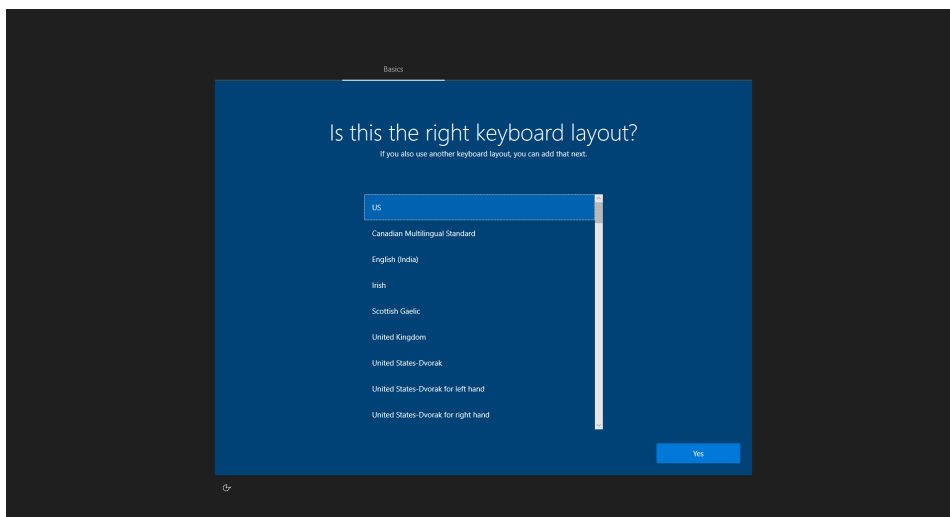 Basics
Is this the right keyboard layout?
If you also use another keyboard layout, you can add that next.
US
Canadian Multilingual Standard
English (India)
Irish
Scottish Gaelic
United Kingdom
United States-Dvorak
United States-Dvorak for left hand
United States-Dvorak for right hand
Yes